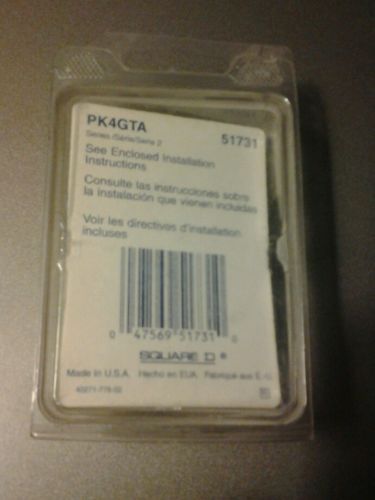 PK4GTA
51731
Series /Série/Serie 2
See Enclosed Installation
Instructions
Consulte las instrucciones sobre
la instalación que vienen incluidas
Voir les directives d'installation
incluses
0 47569 51731 0
SQUARE D ®
Made in U.S.A. Hecho en EUA Fabriqué aux E.-U.